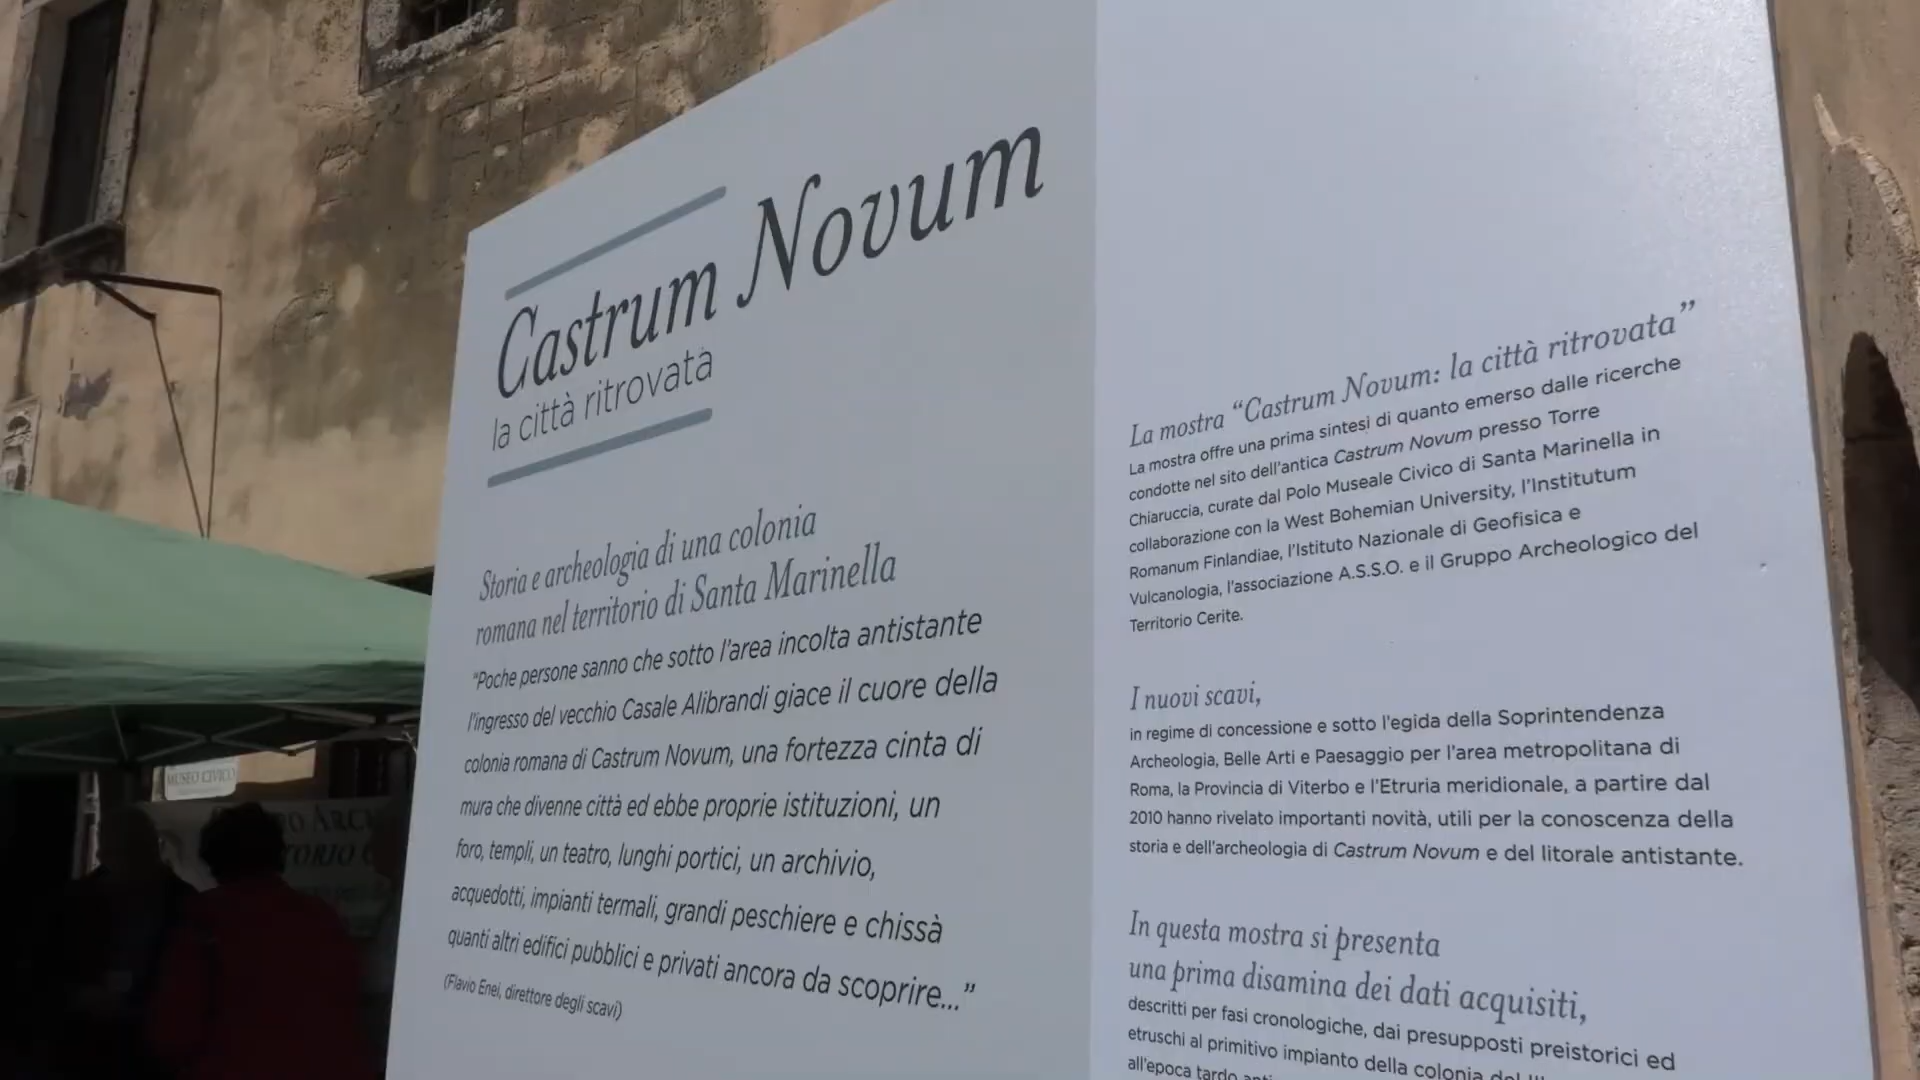 Castrum Novum
la città ritrovata
Storia e archeologia di una colonia
romana nel territorio di Santa Marinella
“Poche persone sanno che sotto l'area incolta antistante
l'ingresso del vecchio Casale Alibrandi giace il cuore della
colonia romana di Castrum Novum, una fortezza cinta di
mura che divenne città ed ebbe proprie istituzioni, un
foro, templi, un teatro, lunghi portici, un archivio,
acquedotti, impianti termali, grandi peschiere e chissà
quanti altri edifici pubblici e privati ancora da scoprire...”
(Flavio Enei, direttore degli scavi)
La mostra “Castrum Novum: la città ritrovata”
La mostra offre una prima sintesi di quanto emerso dalle ricerche
condotte nel sito dell'antica Castrum Novum presso Torre
Chiaruccia, curate dal Polo Museale Civico di Santa Marinella in
collaborazione con la West Bohemian University, l'Institutum
Romanum Finlandiae, l'Istituto Nazionale di Geofisica e
Vulcanologia, l'associazione A.S.S.O. e il Gruppo Archeologico del
Territorio Cerite.
I nuovi scavi,
in regime di concessione e sotto l'egida della Soprintendenza
Archeologia, Belle Arti e Paesaggio per l'area metropolitana di
Roma, la Provincia di Viterbo e l'Etruria meridionale, a partire dal
2010 hanno rivelato importanti novità, utili per la conoscenza della
storia e dell'archeologia di Castrum Novum e del litorale antistante.
In questa mostra si presenta
una prima disamina dei dati acquisiti,
descritti per fasi cronologiche, dai presupposti preistorici ed
etruschi al primitivo impianto della colonia del
all'epoca tardo
MUSEO CIVICO